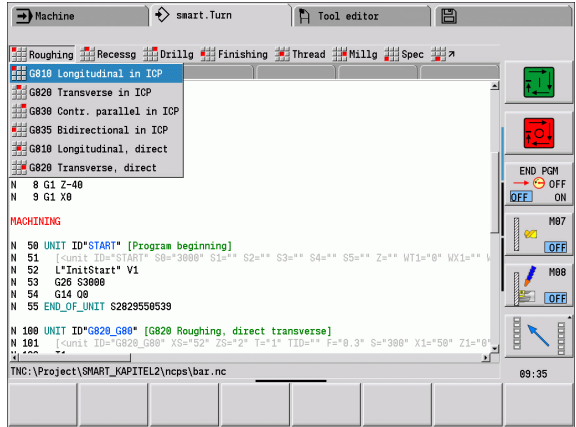 Machine smart.Turn Tool editor
Roughing Recessg Drillg Finishing Thread Millg Spec
G810 Longitudinal in ICP
G820 Transverse in ICP
G830 Contr. parallel in ICP
G835 Bidirectional in ICP
G810 Longitudinal, direct
G820 Transverse, direct
N 8 G1 Z-40
N 9 G1 X0
MACHINING
N 50 UNIT ID"START" [Program beginning]
N 51 [<unit ID="START" S0="3000" S1="" S2="" S3="" S4="" S5="" Z="" WT1="0" WX1="" W
N 52 L"InitStart" V1
N 53 G26 S3000
N 54 G14 Q0
N 55 END_OF_UNIT S2829550539
N 100 UNIT ID"G820_G80" [G820 Roughing, direct transverse]
N 101 [<unit ID="G820_G80" XS="52" ZS="2" T="1" TID="" F="0.3" S="300" X1="50" Z1="0"
TNC:\Project\SMART_KAPITEL2\ncps\bar.nc
END PGM
OFF
OFF ON
M07
OFF
M08
OFF
09:35